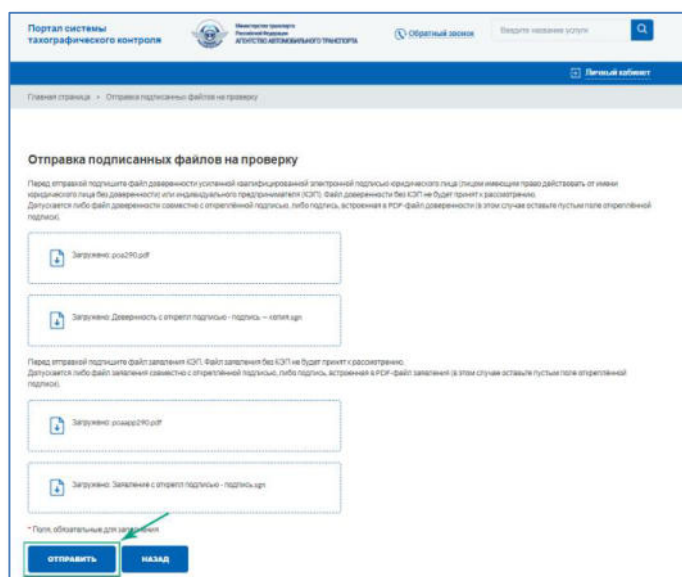 Портал системы
тахографического контроля
Министерство транспорта
Российской Федерации
АГЕНТСТВО АВТОМОБИЛЬНОГО ТРАНСПОРТА
Обратный звонок
Введите название услуги
Личный кабинет
Главная страница • Отправка подписанных файлов на проверку
Отправка подписанных файлов на проверку
Перед отправкой подпишите файл доверенности усиленной квалифицированной электронной подписью юридического лица (лицом имеющим право действовать от имени
юридического лица без доверенности) или индивидуального предпринимателя (КЭП). Файл доверенности без КЭП не будет принят к рассмотрению.
Допускается либо файл доверенности совместно с откреплённой подписью, либо подпись, встроенная в PDF-файл доверенности (в этом случае оставьте пустым поле откреплённой
подписи).
Загружено: poa290.pdf
Загружено: Доверенность с открепл подписью - подпись — копия.sgn
Перед отправкой подпишите файл заявления КЭП. Файл заявления без КЭП не будет принят к рассмотрению.
Допускается либо файл заявления совместно с откреплённой подписью, либо подпись, встроенная в PDF-файл заявления (в этом случае оставьте пустым поле откреплённой
подписи).
Загружено: poaapp290.pdf
Загружено: Заявление с открепл подписью - подпись.sgn
* Поля, обязательные для заполнения
ОТПРАВИТЬ
НАЗАД